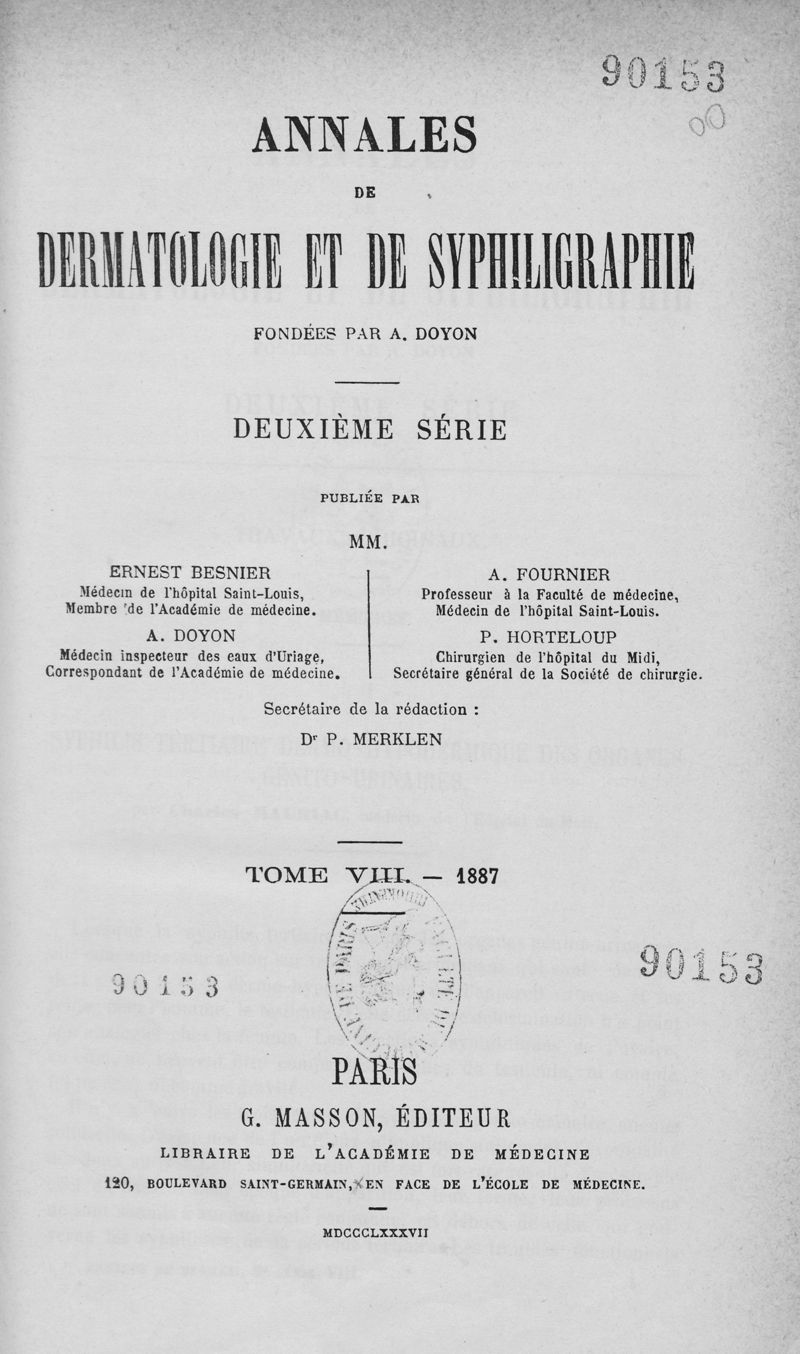 90153
ANNALES
DE
DERMATOLOGIE ET DE SYPHILIGRAPHIE
FONDÉES PAR A. DOYON
DEUXIÈME SÉRIE
PUBLIÉE PAR
MM.
ERNEST BESNIER
Médecin de l'hôpital Saint-Louis,
Membre de l'Académie de médecine.
A. DOYON
Médecin inspecteur des eaux d'Uriage,
Correspondant de l'Académie de médecine.
A. FOURNIER
Professeur à la Faculté de médecine,
Médecin de l'hôpital Saint-Louis.
P. HORTELOUP
Chirurgien de l'hôpital du Midi,
Secrétaire général de la Société de chirurgie.
Secrétaire de la rédaction :
Dr P. MERKLEN
TOME VIII. — 1887
DE PARIS
90153
90153
PARIS
G. MASSON, ÉDITEUR
LIBRAIRE DE L'ACADÉMIE DE MÉDECINE
120, BOULEVARD SAINT-GERMAIN, EN FACE DE L'ÉCOLE DE MÉDECINE.
MDCCCLXXXVII